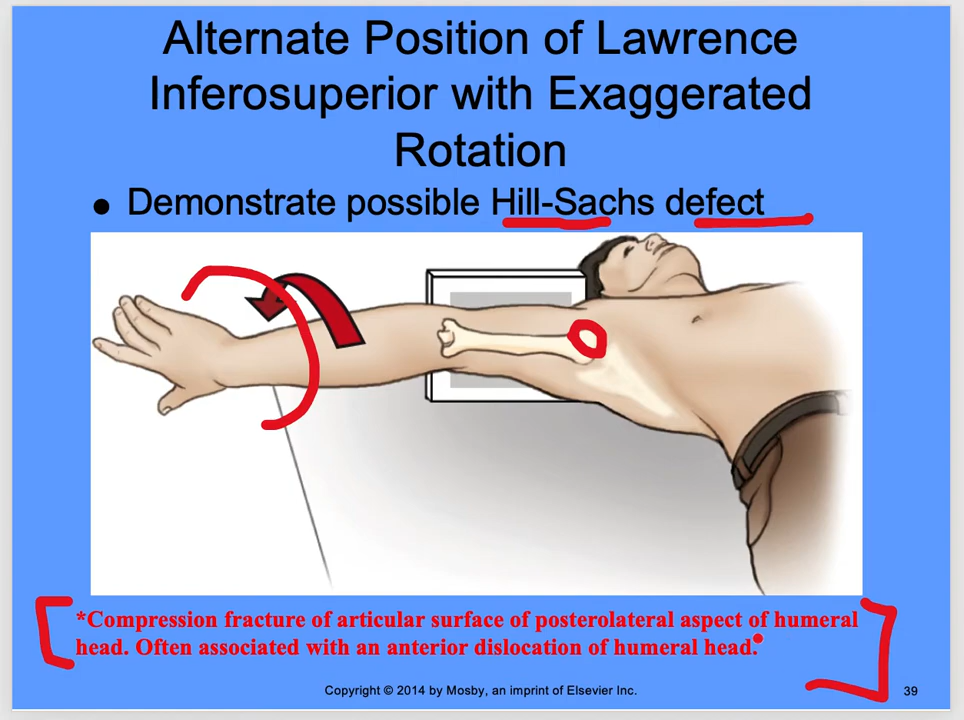 Alternate Position of Lawrence
Inferosuperior with Exaggerated
Rotation
• Demonstrate possible Hill-Sachs defect
*Compression fracture of articular surface of posterolateral aspect of humeral
head. Often associated with an anterior dislocation of humeral head.
Copyright © 2014 by Mosby, an imprint of Elsevier Inc.
39